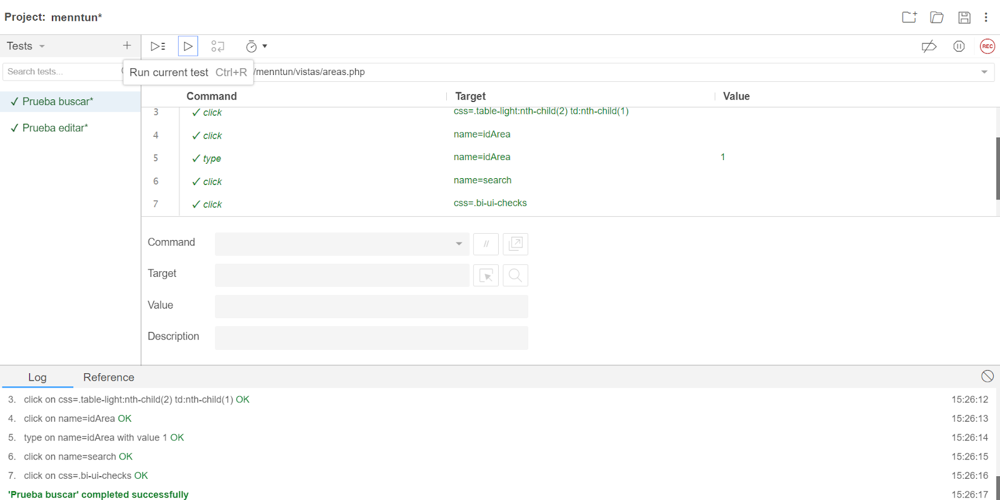 Project: menntun*
Tests
REC
Search tests...
Run current test Ctrl+R
/menntun/vistas/areas.php
Command Target Value
✓ Prueba buscar*
✓ Prueba editar*
3 ✓ click css=.table-light:nth-child(2) td:nth-child(1)
4 ✓ click name=idArea
5 ✓ type name=idArea 1
6 ✓ click name=search
7 ✓ click css=.bi-ui-checks
Command //
Target
Value
Description
Log Reference
3. click on css=.table-light:nth-child(2) td:nth-child(1) OK 15:26:12
4. click on name=idArea OK 15:26:13
5. type on name=idArea with value 1 OK 15:26:14
6. click on name=search OK 15:26:15
7. click on css=.bi-ui-checks OK 15:26:16
'Prueba buscar' completed successfully 15:26:17